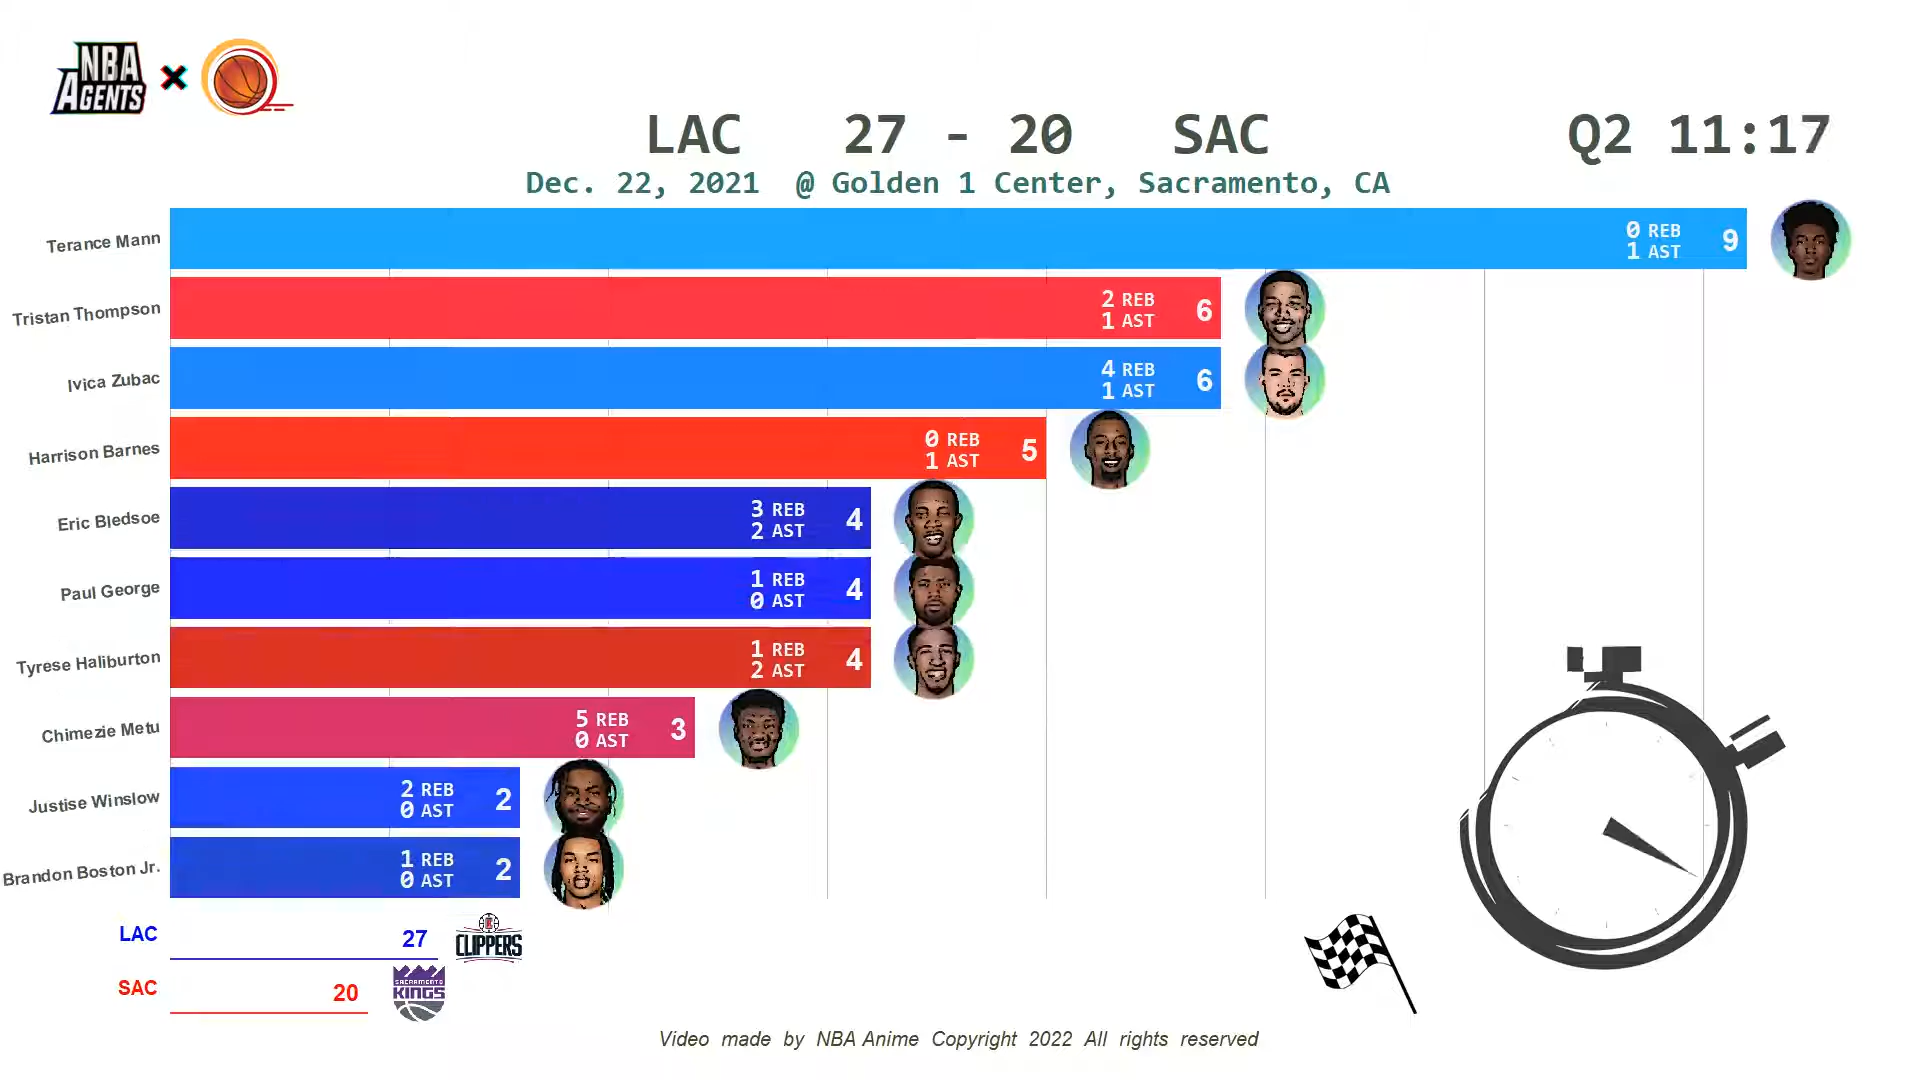 NBA
AGENTS
LAC 27 - 20 SAC Q2 11:17
Dec. 22, 2021 @ Golden 1 Center, Sacramento, CA
Terance Mann 0 REB 1 AST 9
Tristan Thompson 2 REB 1 AST 6
Ivica Zubac 4 REB 1 AST 6
Harrison Barnes 0 REB 1 AST 5
Eric Bledsoe 3 REB 2 AST 4
Paul George 1 REB 0 AST 4
Tyrese Haliburton 1 REB 2 AST 4
Chimezie Metu 5 REB 0 AST 3
Justise Winslow 2 REB 0 AST 2
Brandon Boston Jr. 1 REB 0 AST 2
LAC 27 CLIPPERS
SAC 20 SACRAMENTO KINGS
Video made by NBA Anime Copyright 2022 All rights reserved